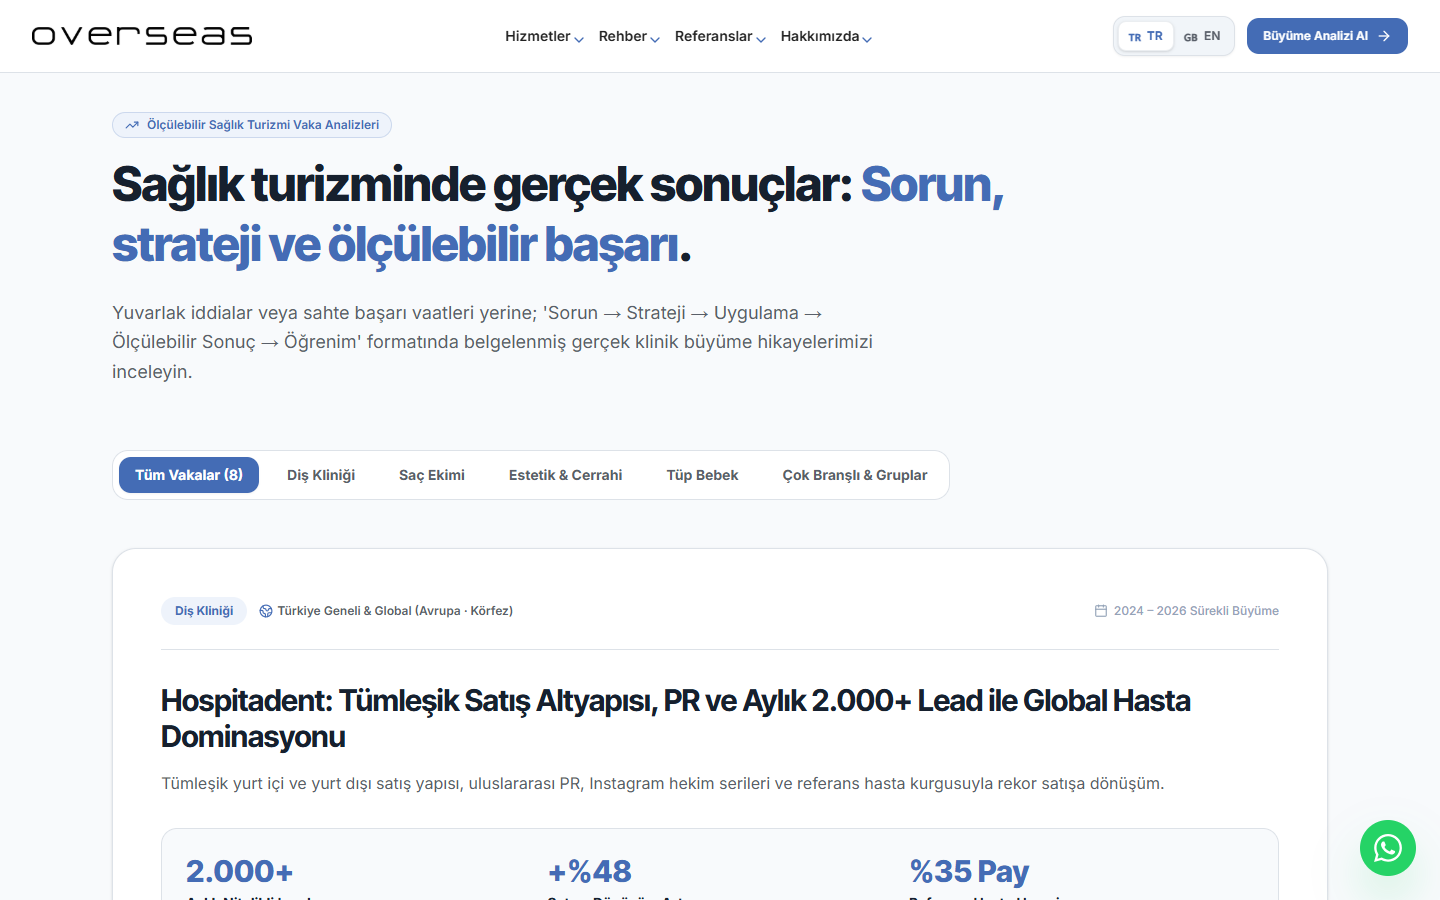 overseas
Hizmetler Rehber Referanslar Hakkımızda
TR TR GB EN
Büyüme Analizi AI →
Ölçülebilir Sağlık Turizmi Vaka Analizleri
Sağlık turizminde gerçek sonuçlar: Sorun,
strateji ve ölçülebilir başarı.
Yuvarlak iddialar veya sahte başarı vaatleri yerine; 'Sorun → Strateji → Uygulama →
Ölçülebilir Sonuç → Öğrenim' formatında belgelenmiş gerçek klinik büyüme hikayelerimizi
inceleyin.
Tüm Vakalar (8) Diş Kliniği Saç Ekimi Estetik & Cerrahi Tüp Bebek Çok Branşlı & Gruplar
Diş Kliniği Türkiye Geneli & Global (Avrupa · Körfez) 2024 – 2026 Sürekli Büyüme
Hospitadent: Tümleşik Satış Altyapısı, PR ve Aylık 2.000+ Lead ile Global Hasta
Dominasyonu
Tümleşik yurt içi ve yurt dışı satış yapısı, uluslararası PR, Instagram hekim serileri ve referans hasta kurgusuyla rekor satışa dönüşüm.
2.000+ +%48 %35 Pay